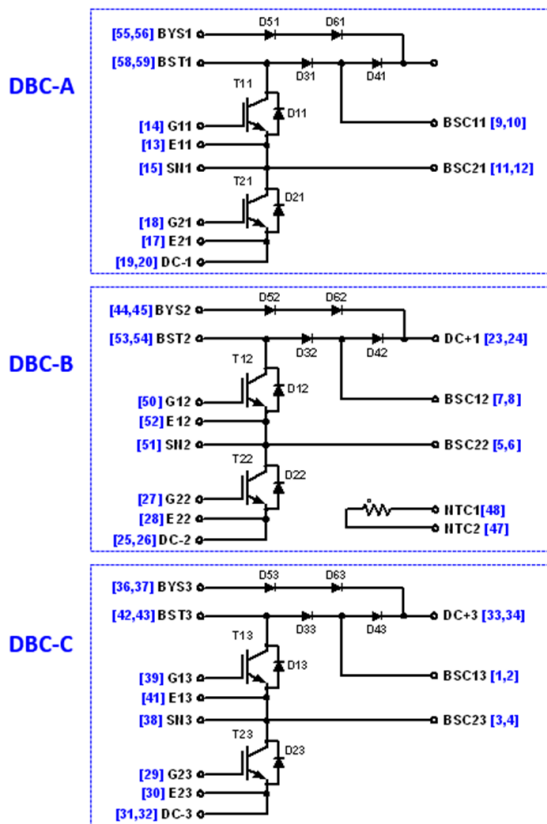 D51 D61
[55,56] BYS1
[58,59] BST1
T11 D31 D41
DBC-A
D11
[14] G11 BSC11 [9,10]
[13] E11
[15] SN1 BSC21 [11,12]
T21
D21
[18] G21
[17] E21
[19,20] DC-1
D52 D62
[44,45] BYS2
[53,54] BST2 DC+1 [23,24]
T12 D32 D42
DBC-B
D12
[50] G12 BSC12 [7,8]
[52] E12
[51] SN2 BSC22 [5,6]
T22
D22
[27] G22 NTC1[48]
[28] E22 NTC2 [47]
[25,26] DC-2
D53 D63
[36,37] BYS3
[42,43] BST3 DC+3 [33,34]
T13 D33 D43
DBC-C
D13
[39] G13 BSC13 [1,2]
[41] E13
[38] SN3 BSC23 [3,4]
T23
D23
[29] G23
[30] E23
[31,32] DC-3